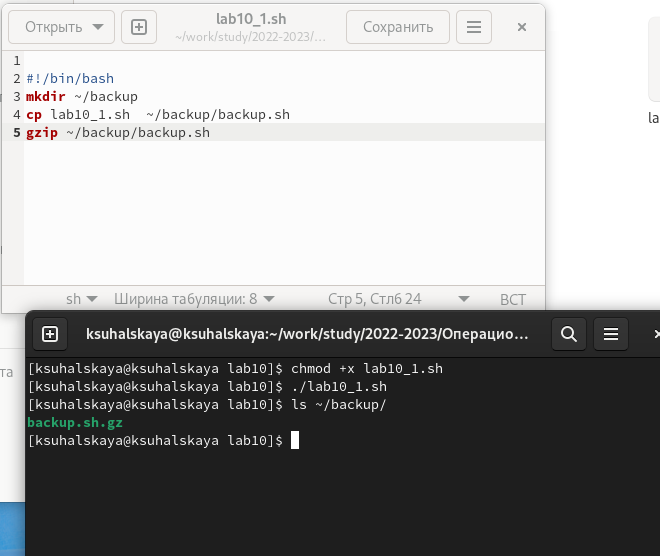 Открыть
lab10_1.sh
~/work/study/2022-2023/…
Сохранить
1
2 #!/bin/bash
3 mkdir ~/backup
4 cp lab10_1.sh  ~/backup/backup.sh
5 gzip ~/backup/backup.sh
sh
Ширина табуляции: 8
Стр 5, Стлб 24
ВСТ
la
та
ksuhalskaya@ksuhalskaya:~/work/study/2022-2023/Операцио…
[ksuhalskaya@ksuhalskaya lab10]$ chmod +x lab10_1.sh
[ksuhalskaya@ksuhalskaya lab10]$ ./lab10_1.sh
[ksuhalskaya@ksuhalskaya lab10]$ ls ~/backup/
backup.sh.gz
[ksuhalskaya@ksuhalskaya lab10]$